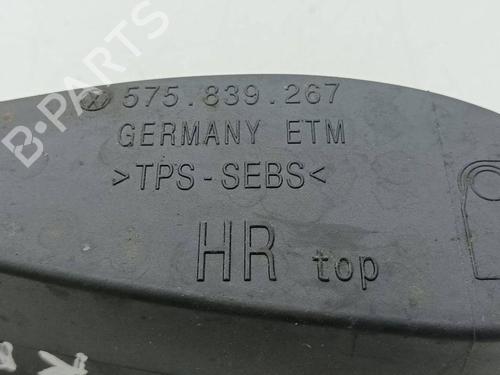 B-PARTS
575.839.267
GERMANY ETM
>TPS-SEBS<
HR top